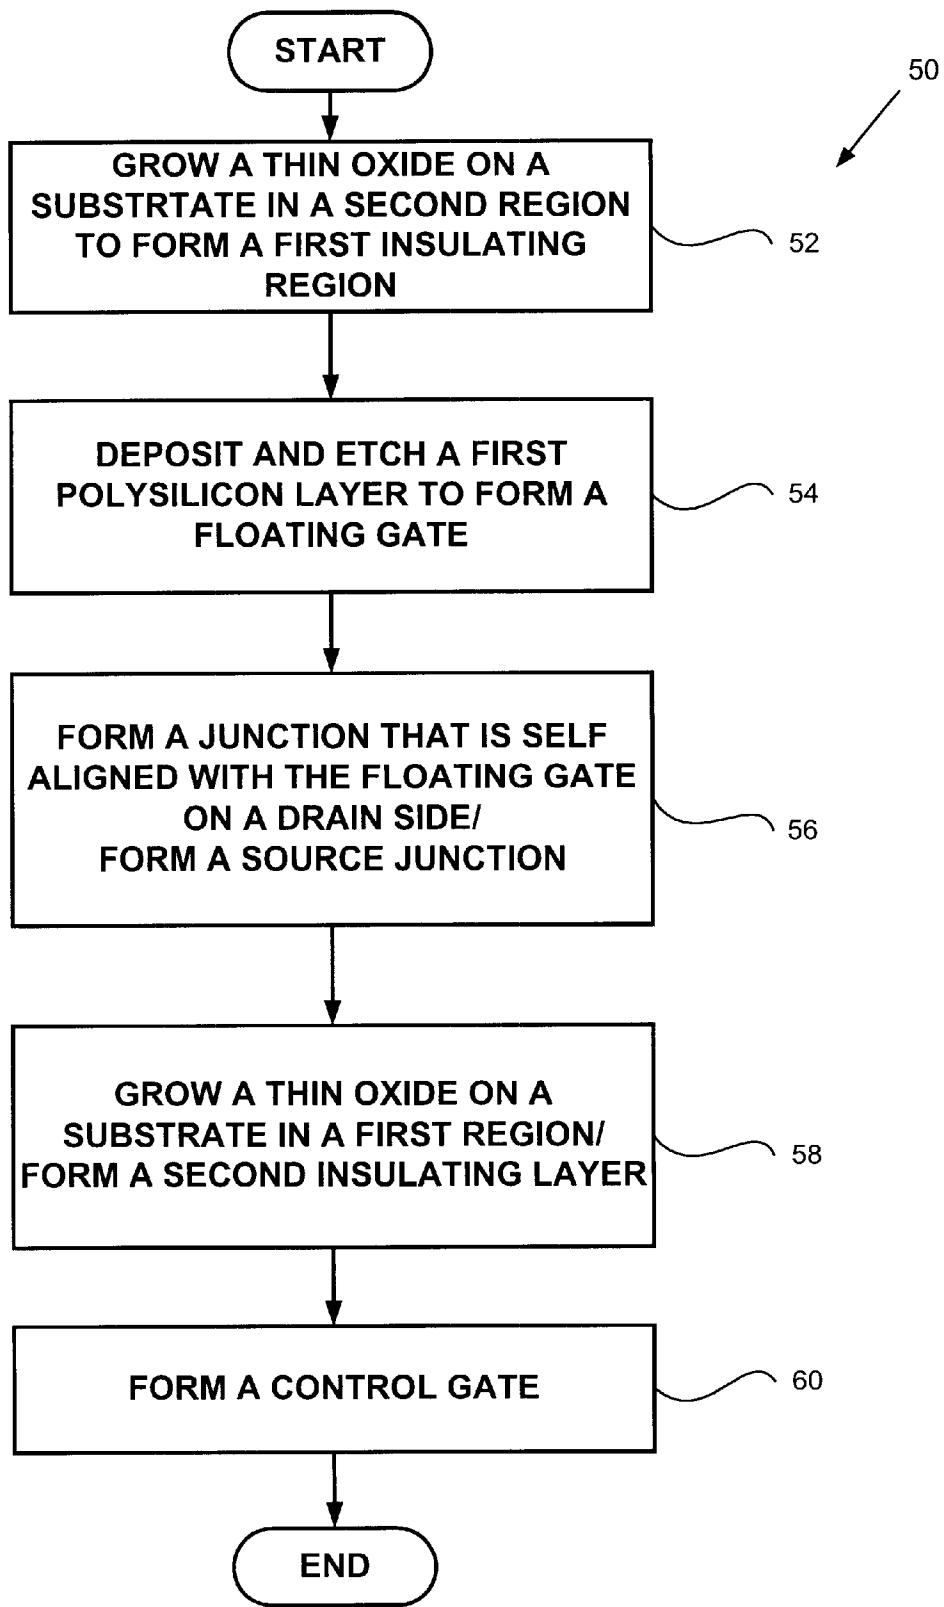 START
50
GROW A THIN OXIDE ON A
SUBSTRTATE IN A SECOND REGION
TO FORM A FIRST INSULATING
REGION
52
DEPOSIT AND ETCH A FIRST
POLYSILICON LAYER TO FORM A
FLOATING GATE
54
FORM A JUNCTION THAT IS SELF
ALIGNED WITH THE FLOATING GATE
ON A DRAIN SIDE/
FORM A SOURCE JUNCTION
56
GROW A THIN OXIDE ON A
SUBSTRATE IN A FIRST REGION/
FORM A SECOND INSULATING LAYER
58
FORM A CONTROL GATE
60
END